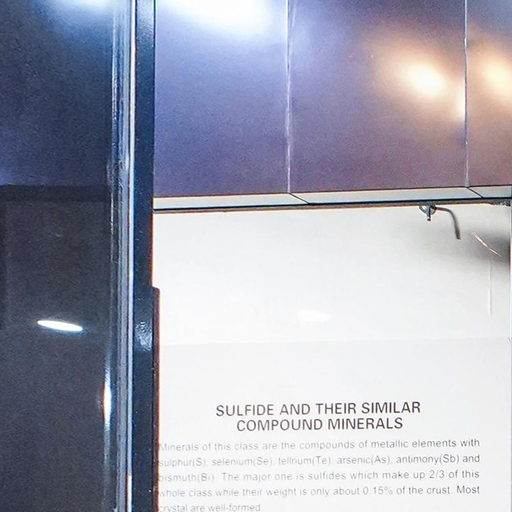 SULFIDE AND THEIR SIMILAR
COMPOUND MINERALS
Minerals of this class are the compounds of metallic elements with
sulphur(S), selenium(Se), tellrium(Te), arsenic(As), antimony(Sb) and
bismuth(Bi). The major one is sulfides which make up 2/3 of this
whole class while their weight is only about 0.15% of the crust. Most
crystal are well-formed.